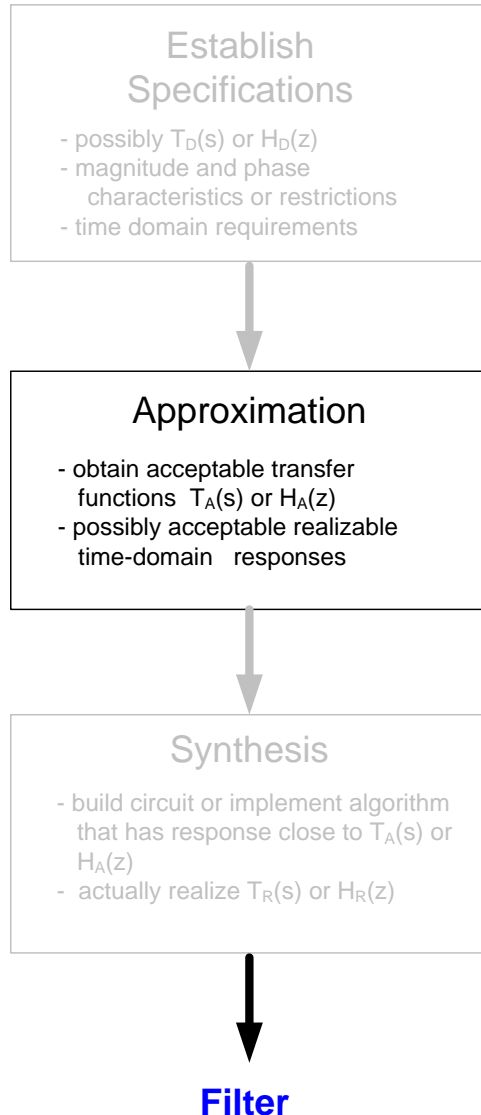 Establish
Specifications
- possibly T_D(s) or H_D(z)
- magnitude and phase
characteristics or restrictions
- time domain requirements
Approximation
- obtain acceptable transfer
functions T_A(s) or H_A(z)
- possibly acceptable realizable
time-domain responses
Synthesis
- build circuit or implement algorithm
that has response close to T_A(s) or
H_A(z)
- actually realize T_R(s) or H_R(z)
Filter